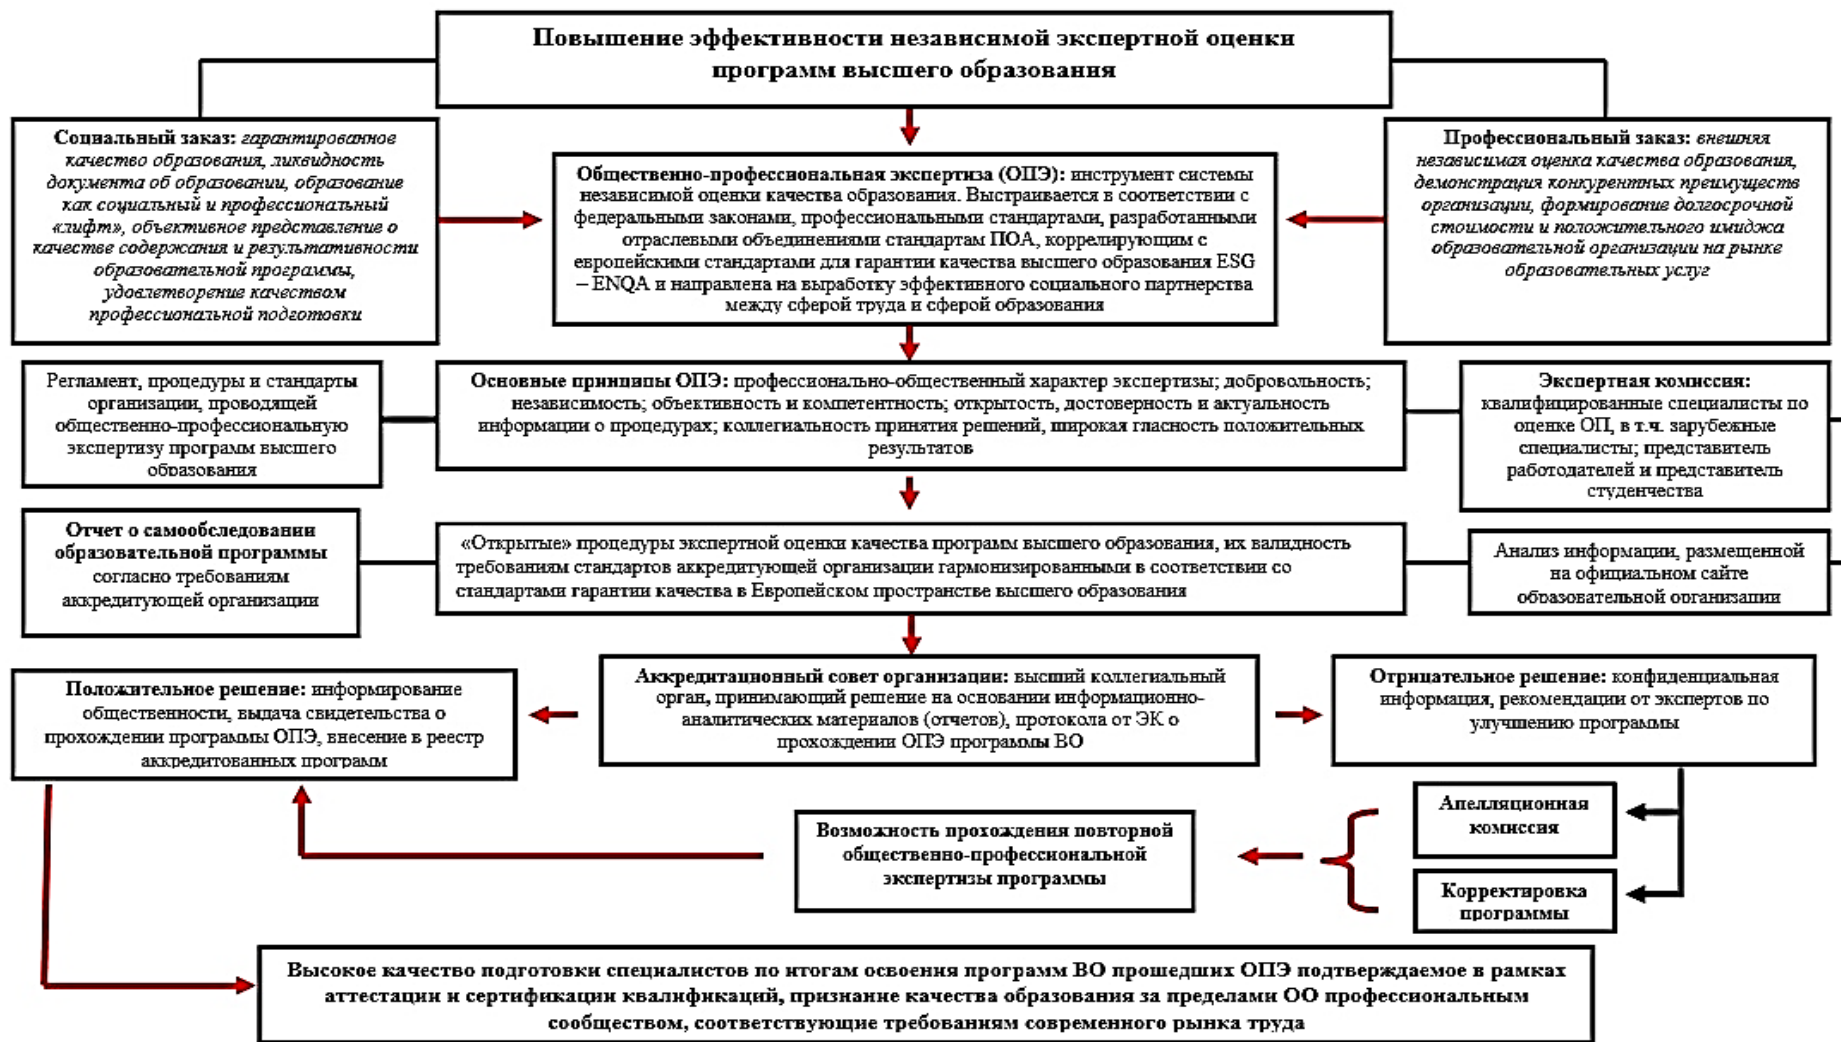 Повышение эффективности независимой экспертной оценки
программ высшего образования
Социальный заказ: гарантированное
качество образования, ликвидность
документа об образовании, образование
как социальный и профессиональный
«лифт», объективное представление о
качестве содержания и результативности
образовательной программы,
удовлетворение качеством
профессиональной подготовки
Общественно-профессиональная экспертиза (ОПЭ): инструмент системы
независимой оценки качества образования. Выстраивается в соответствии с
федеральными законами, профессиональными стандартами, разработанными
отраслевыми объединениями стандартам ПОА, коррелирующим с
европейскими стандартами для гарантии качества высшего образования ESG
– ENQA и направлена на выработку эффективного социального партнерства
между сферой труда и сферой образования
Профессиональный заказ: внешняя
независимая оценка качества образования,
демонстрация конкурентных преимуществ
организации, формирование долгосрочной
стоимости и положительного имиджа
образовательной организации на рынке
образовательных услуг
Регламент, процедуры и стандарты
организации, проводящей
общественно-профессиональную
экспертизу программ высшего
образования
Основные принципы ОПЭ: профессионально-общественный характер экспертизы; добровольность;
независимость; объективность и компетентность; открытость, достоверность и актуальность
информации о процедурах; коллегиальность принятия решений, широкая гласность положительных
результатов
Экспертная комиссия:
квалифицированные специалисты по
оценке ОП, в т.ч. зарубежные
специалисты; представитель
работодателей и представитель
студенчества
Отчет о самообследовании
образовательной программы
согласно требованиям
аккредитующей организации
«Открытые» процедуры экспертной оценки качества программ высшего образования, их валидность
требованиям стандартов аккредитующей организации гармонизированными в соответствии со
стандартами гарантии качества в Европейском пространстве высшего образования
Анализ информации, размещенной
на официальном сайте
образовательной организации
Положительное решение: информирование
общественности, выдача свидетельства о
прохождении программы ОПЭ, внесение в реестр
аккредитованных программ
Аккредитационный совет организации: высший коллегиальный
орган, принимающий решение на основании информационно-
аналитических материалов (отчетов), протокола от ЭК о
прохождении ОПЭ программы ВО
Отрицательное решение: конфиденциальная
информация, рекомендации от экспертов по
улучшению программы
Апелляционная
комиссия
Возможность прохождения повторной
общественно-профессиональной
экспертизы программы
Корректировка
программы
Высокое качество подготовки специалистов по итогам освоения программ ВО прошедших ОПЭ подтверждаемое в рамках
аттестации и сертификации квалификаций, признание качества образования за пределами ОО профессиональным
сообществом, соответствующие требованиям современного рынка труда